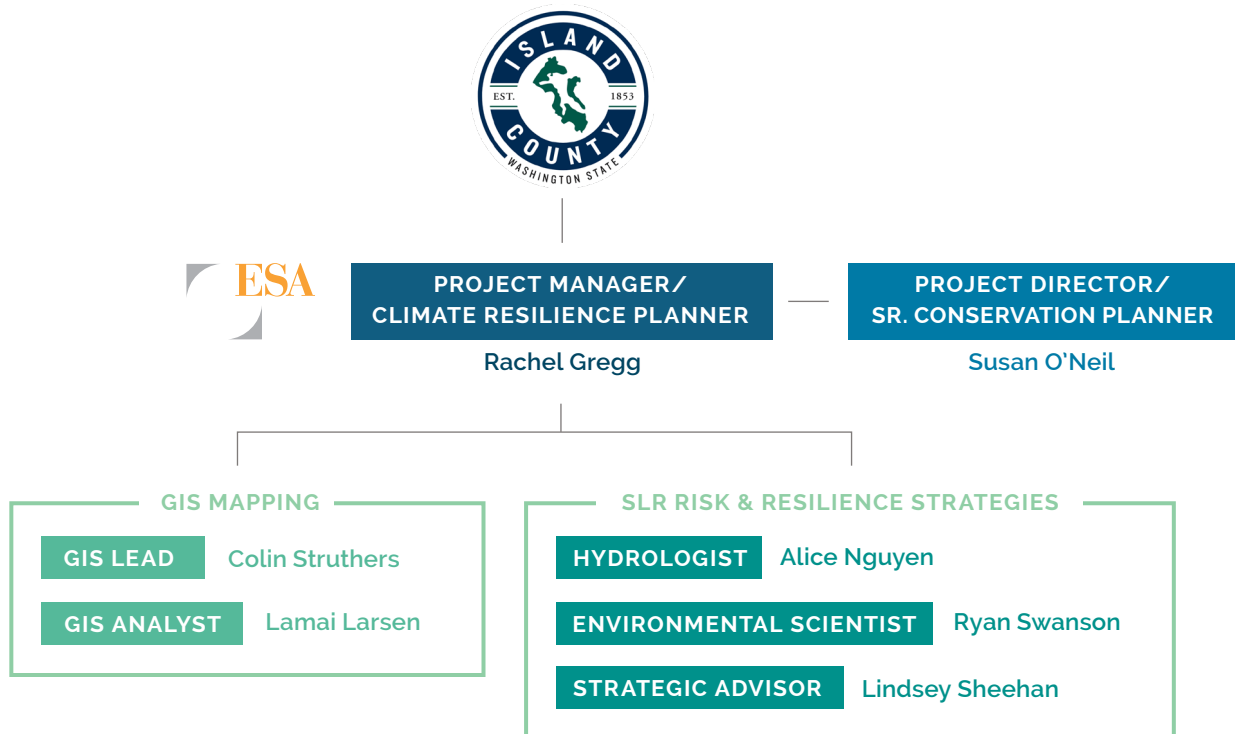 ISLAND
EST. 1853
COUNTY
WASHINGTON STATE
ESA
PROJECT MANAGER/
CLIMATE RESILIENCE PLANNER
Rachel Gregg
PROJECT DIRECTOR/
SR. CONSERVATION PLANNER
Susan O'Neil
GIS MAPPING
GIS LEAD Colin Struthers
GIS ANALYST Lamai Larsen
SLR RISK & RESILIENCE STRATEGIES
HYDROLOGIST Alice Nguyen
ENVIRONMENTAL SCIENTIST Ryan Swanson
STRATEGIC ADVISOR Lindsey Sheehan